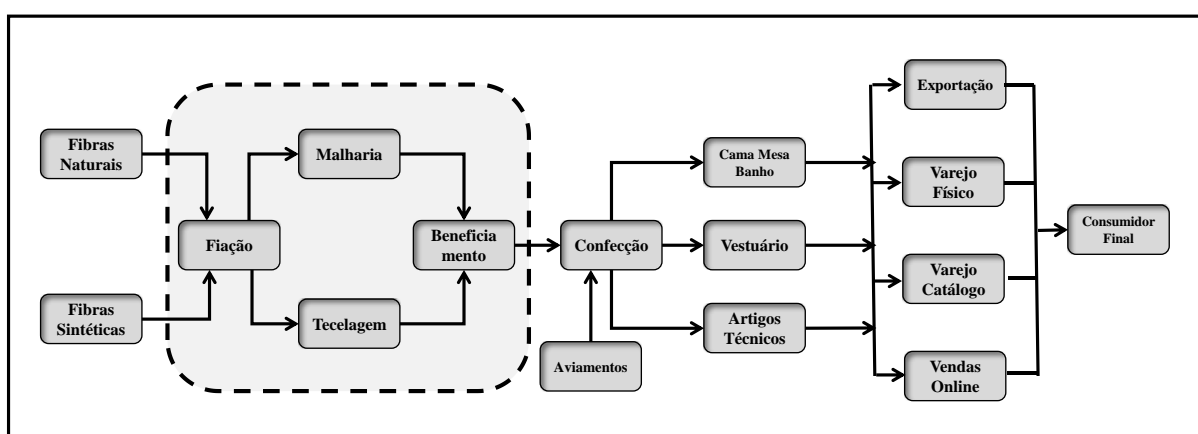 Fibras
Naturais
Fibras
Sintéticas
Fiação
Malharia
Tecelagem
Beneficia
mento
Confecção
Aviamentos
Cama Mesa
Banho
Vestuário
Artigos
Técnicos
Exportação
Varejo
Físico
Varejo
Catálogo
Vendas
Online
Consumidor
Final